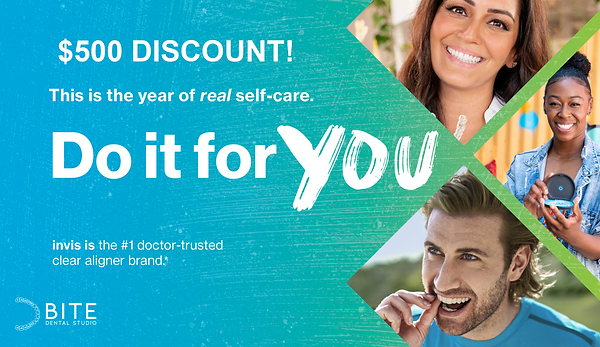 $500 DISCOUNT!
This is the year of real self-care.
Do it for YOU
invis is the #1 doctor-trusted
clear aligner brand.
BITE
DENTAL STUDIO